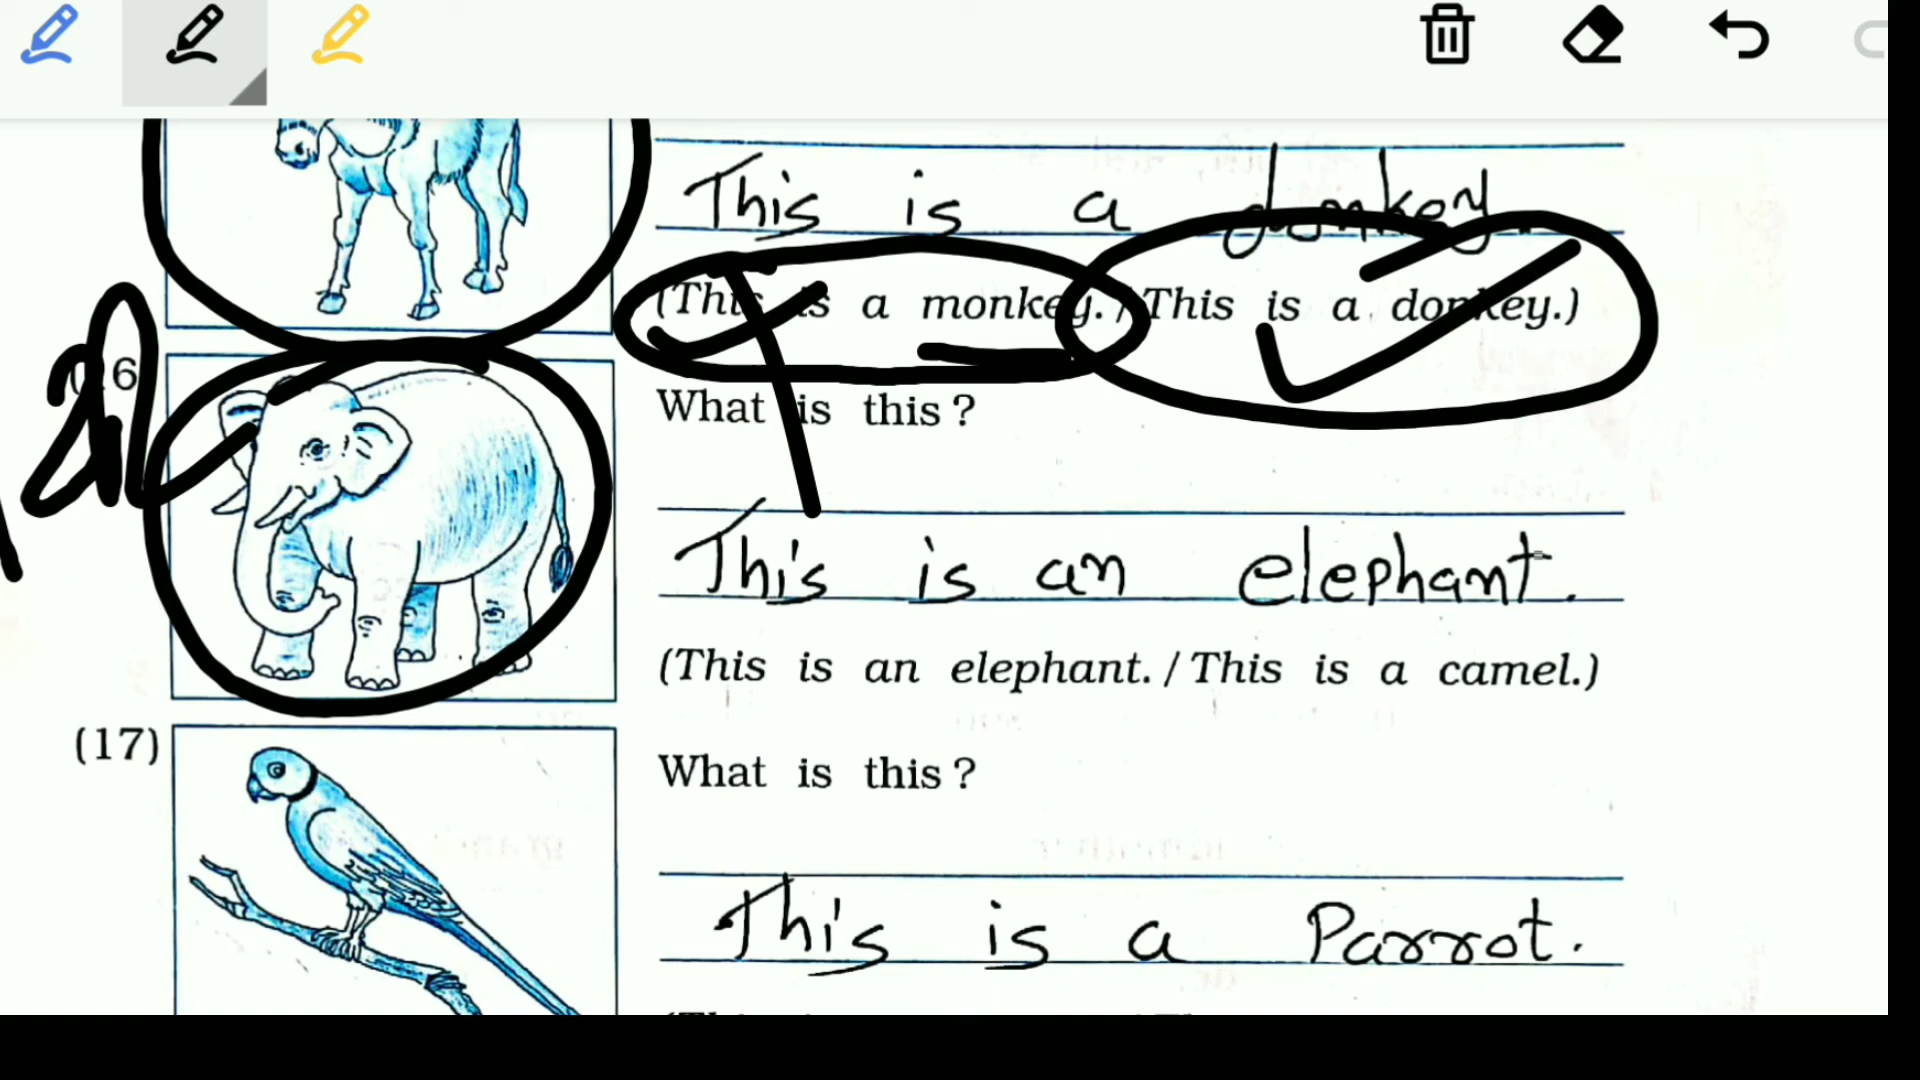 This is a donkey.
(This is a monkey. / This is a donkey.)
What is this ?
This is an elephant.
(This is an elephant. / This is a camel.)
(17)
What is this ?
This is a Parrot.